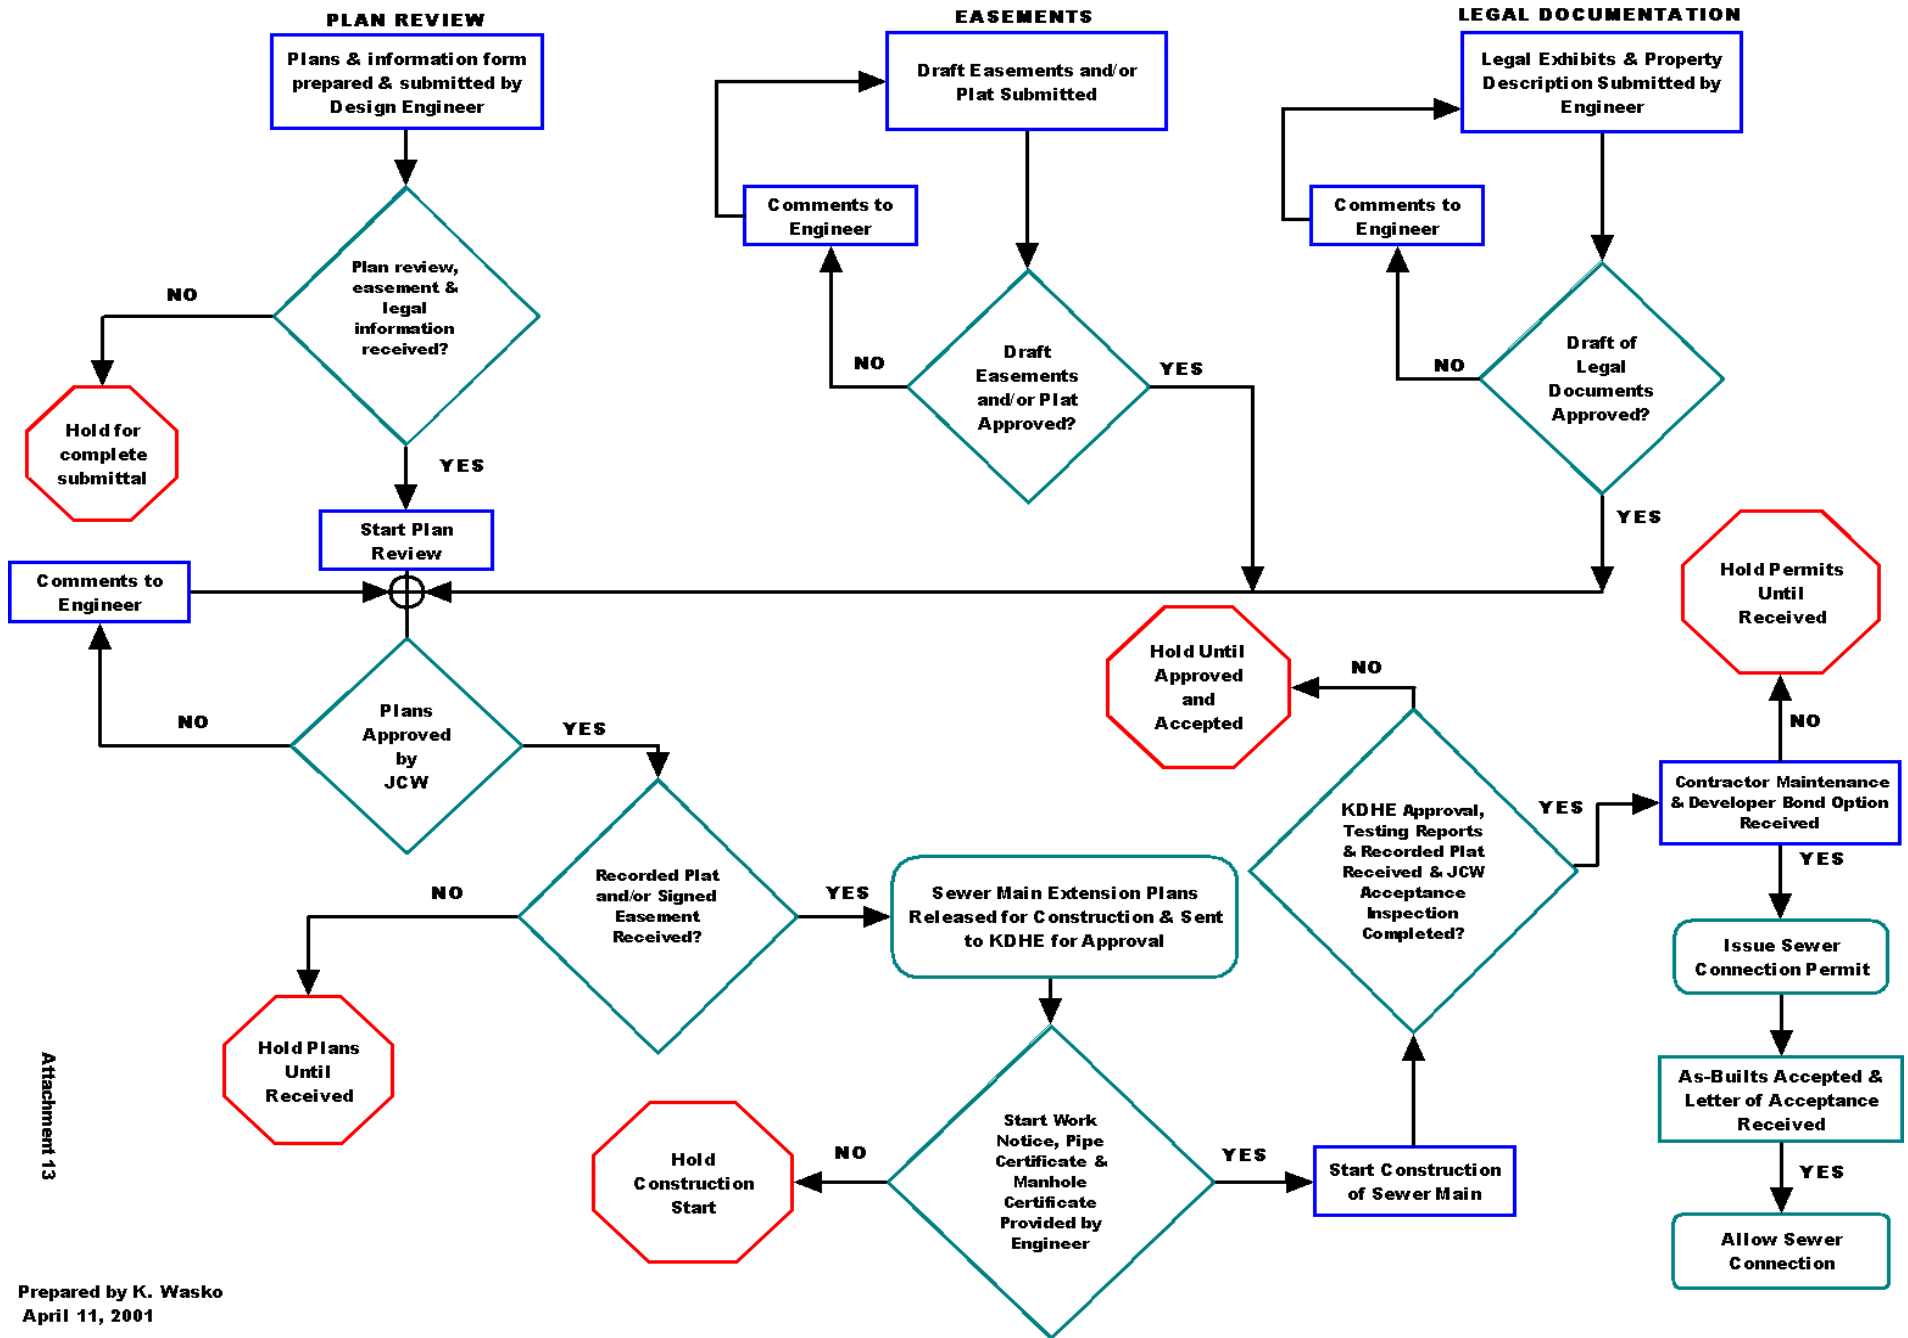 PLAN REVIEW
Plans & information form
prepared & submitted by
Design Engineer
Plan review,
easement &
legal
information
received?
NO
Hold for
complete
submittal
YES
Start Plan
Review
Comments to
Engineer
NO
Plans
Approved
by
JCW
YES
EASEMENTS
Draft Easements and/or
Plat Submitted
Comments to
Engineer
NO
Draft
Easements
and/or Plat
Approved?
YES
LEGAL DOCUMENTATION
Legal Exhibits & Property
Description Submitted by
Engineer
Comments to
Engineer
NO
Draft of
Legal
Documents
Approved?
YES
Recorded Plat
and/or Signed
Easement
Received?
NO
Hold Plans
Until
Received
YES
Sewer Main Extension Plans
Released for Construction & Sent
to KDHE for Approval
Start Work
Notice, Pipe
Certificate &
Manhole
Certificate
Provided by
Engineer
NO
Hold
Construction
Start
YES
Start Construction
of Sewer Main
KDHE Approval,
Testing Reports
& Recorded Plat
Received & JCW
Acceptance
Inspection
Completed?
NO
Hold Until
Approved
and
Accepted
YES
Contractor Maintenance
& Developer Bond Option
Received
NO
Hold Permits
Until
Received
YES
Issue Sewer
Connection Permit
As-Builts Accepted &
Letter of Acceptance
Received
YES
Allow Sewer
Connection
Attachment 13
Prepared by K. Wasko
April 11, 2001